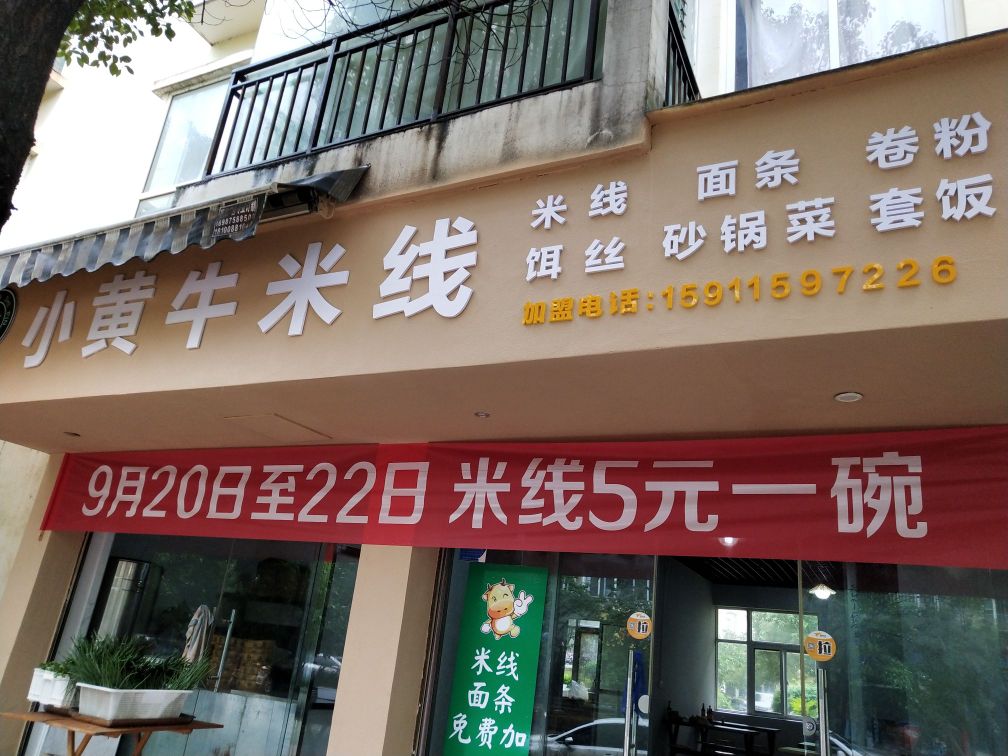 小黄牛米线
米线 面条 卷粉
饵丝 砂锅菜 套饭
加盟电话:15911597226
9月20日至22日 米线5元一碗
米线
面条
免费加
拉
拉